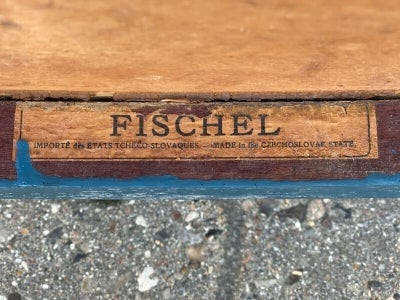 FISCHEL
IMPORTÉ des ÉTATS TCHÉCO-SLOVAQUES.—MADE in the CZECHOSLOVAK STATE.